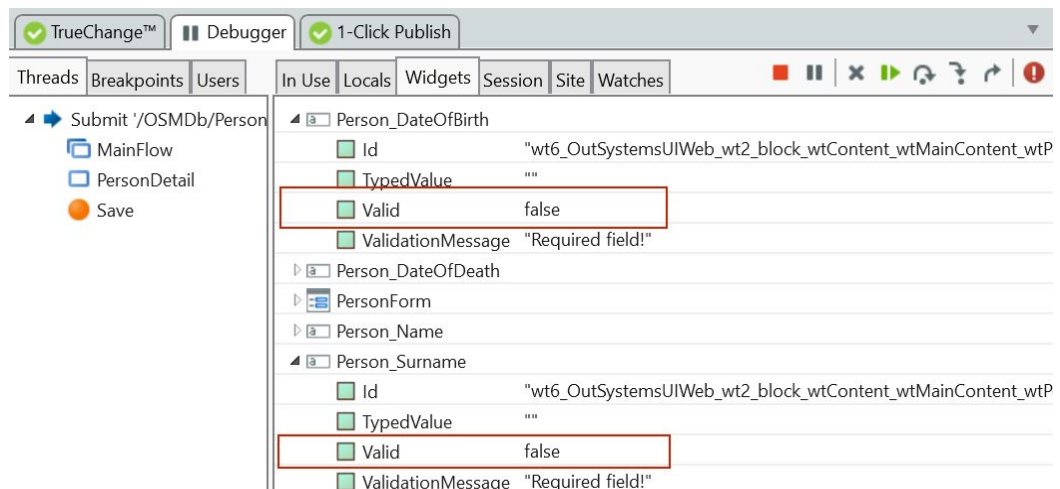 TrueChange™ Debugger 1-Click Publish
Threads Breakpoints Users
Submit '/OSMDb/Person
MainFlow
PersonDetail
Save
In Use Locals Widgets Session Site Watches
Person_DateOfBirth
Id "wt6_OutSystemsUIWeb_wt2_block_wtContent_wtMainContent_wtP
TypedValue ""
Valid false
ValidationMessage "Required field!"
Person_DateOfDeath
PersonForm
Person_Name
Person_Surname
Id "wt6_OutSystemsUIWeb_wt2_block_wtContent_wtMainContent_wtP
TypedValue ""
Valid false
ValidationMessage "Required field!"